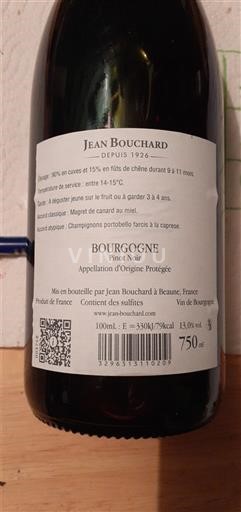 JEAN BOUCHARD
DEPUIS 1926
Élevage : 90% en cuves et 15% en fûts de chêne durant 9 à 11 mois.
Température de service : entre 14-15°C.
Garde : A déguster jeune sur le fruit ou à garder 3 à 4 ans.
Accord classique : Magret de canard au miel.
Accord atypique : Champignons portobello farcis à la caprese.
BOURGOGNE
Pinot Noir
Appellation d'Origine Protégée
Mis en bouteille par Jean Bouchard à Beaune, France
Produit de France Contient des sulfites Vin de Bourgogne
www.jean-bouchard.com
100mL : E = 330kJ/79kcal 13,0% vol
750 ml
3296513110209